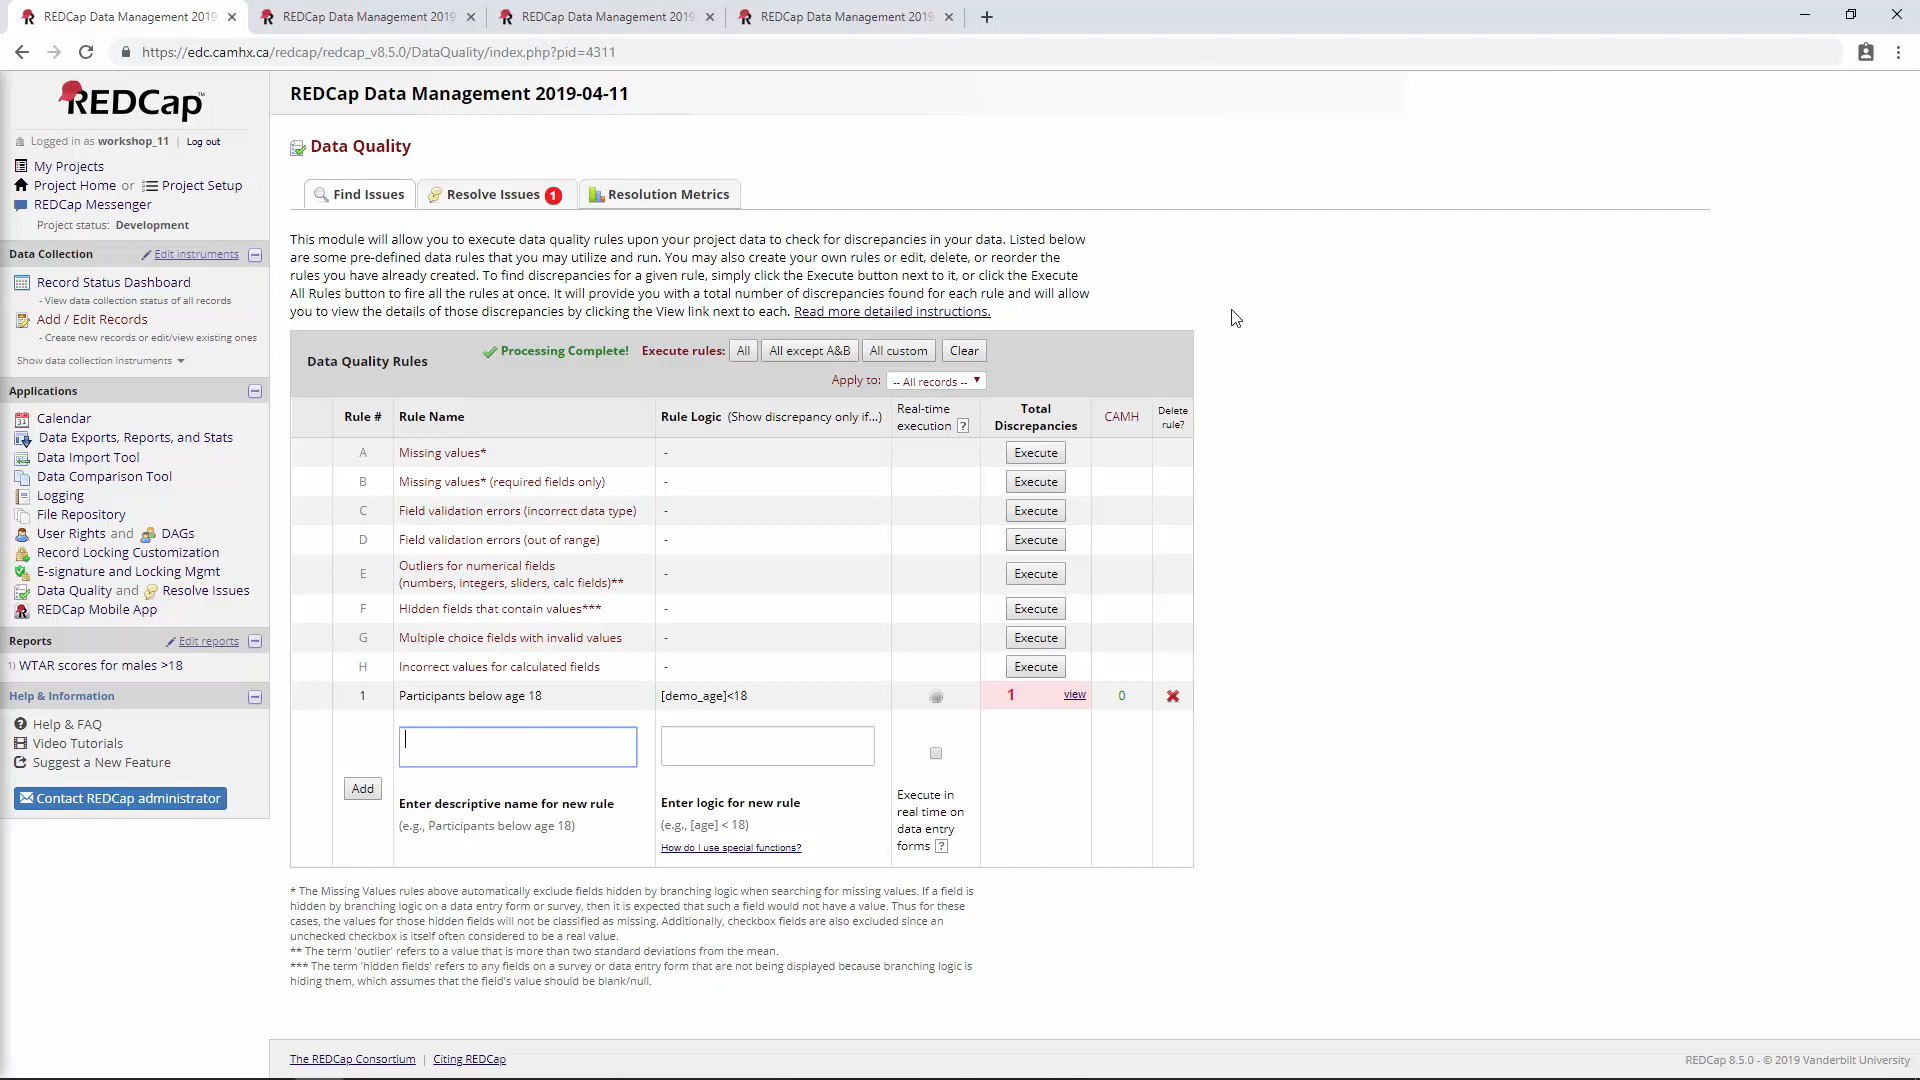 REDCap Data Management 2019
REDCap Data Management 2019
REDCap Data Management 2019
REDCap Data Management 2019
https://edc.camhx.ca/redcap/redcap_v8.5.0/DataQuality/index.php?pid=4311
REDCap™
Logged in as workshop_11 | Log out
My Projects
Project Home or Project Setup
REDCap Messenger
Project status: Development
Data Collection Edit instruments
Record Status Dashboard
- View data collection status of all records
Add / Edit Records
- Create new records or edit/view existing ones
Show data collection instruments
Applications
31 Calendar
Data Exports, Reports, and Stats
Data Import Tool
Data Comparison Tool
Logging
File Repository
User Rights and DAGs
Record Locking Customization
E-signature and Locking Mgmt
Data Quality and Resolve Issues
REDCap Mobile App
Reports Edit reports
1) WTAR scores for males >18
Help & Information
Help & FAQ
Video Tutorials
Suggest a New Feature
Contact REDCap administrator
REDCap Data Management 2019-04-11
Data Quality
Find Issues Resolve Issues 1 Resolution Metrics
This module will allow you to execute data quality rules upon your project data to check for discrepancies in your data. Listed below
are some pre-defined data rules that you may utilize and run. You may also create your own rules or edit, delete, or reorder the
rules you have already created. To find discrepancies for a given rule, simply click the Execute button next to it, or click the Execute
All Rules button to fire all the rules at once. It will provide you with a total number of discrepancies found for each rule and will allow
you to view the details of those discrepancies by clicking the View link next to each. Read more detailed instructions.
Data Quality Rules Processing Complete! Execute rules: All All except A&B All custom Clear
Apply to: -- All records --
Rule # Rule Name Rule Logic (Show discrepancy only if...) Real-time execution ? Total Discrepancies CAMH Delete rule?
A Missing values* - Execute
B Missing values* (required fields only) - Execute
C Field validation errors (incorrect data type) - Execute
D Field validation errors (out of range) - Execute
E Outliers for numerical fields
(numbers, integers, sliders, calc fields)** - Execute
F Hidden fields that contain values*** - Execute
G Multiple choice fields with invalid values - Execute
H Incorrect values for calculated fields - Execute
1 Participants below age 18 [demo_age]<18 1 view 0
Add
Enter descriptive name for new rule
(e.g., Participants below age 18)
Enter logic for new rule
(e.g., [age] < 18)
How do I use special functions?
Execute in
real time on
data entry
forms ?
* The Missing Values rules above automatically exclude fields hidden by branching logic when searching for missing values. If a field is
hidden by branching logic on a data entry form or survey, then it is expected that such a field would not have a value. Thus for these
cases, the values for those hidden fields will not be classified as missing. Additionally, checkbox fields are also excluded since an
unchecked checkbox is itself often considered to be a real value.
** The term 'outlier' refers to a value that is more than two standard deviations from the mean.
*** The term 'hidden fields' refers to any fields on a survey or data entry form that are not being displayed because branching logic is
hiding them, which assumes that the field's value should be blank/null.
The REDCap Consortium | Citing REDCap
REDCap 8.5.0 - © 2019 Vanderbilt University